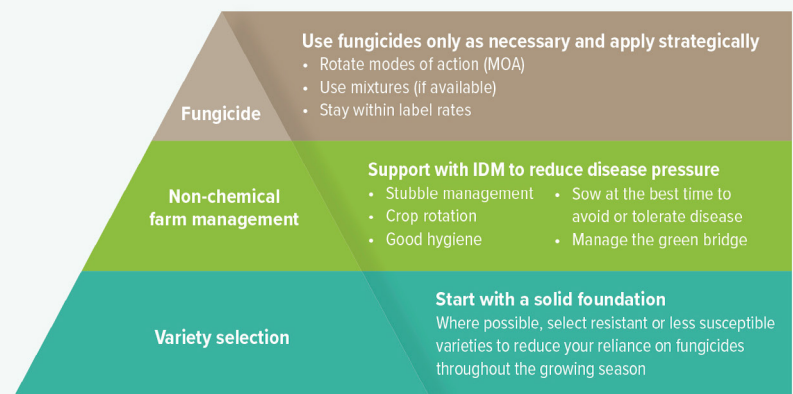 Use fungicides only as necessary and apply strategically
• Rotate modes of action (MOA)
• Use mixtures (if available)
• Stay within label rates
Fungicide
Support with IDM to reduce disease pressure
• Stubble management
• Crop rotation
• Good hygiene
• Sow at the best time to
avoid or tolerate disease
• Manage the green bridge
Non-chemical
farm management
Start with a solid foundation
Where possible, select resistant or less susceptible
varieties to reduce your reliance on fungicides
throughout the growing season
Variety selection